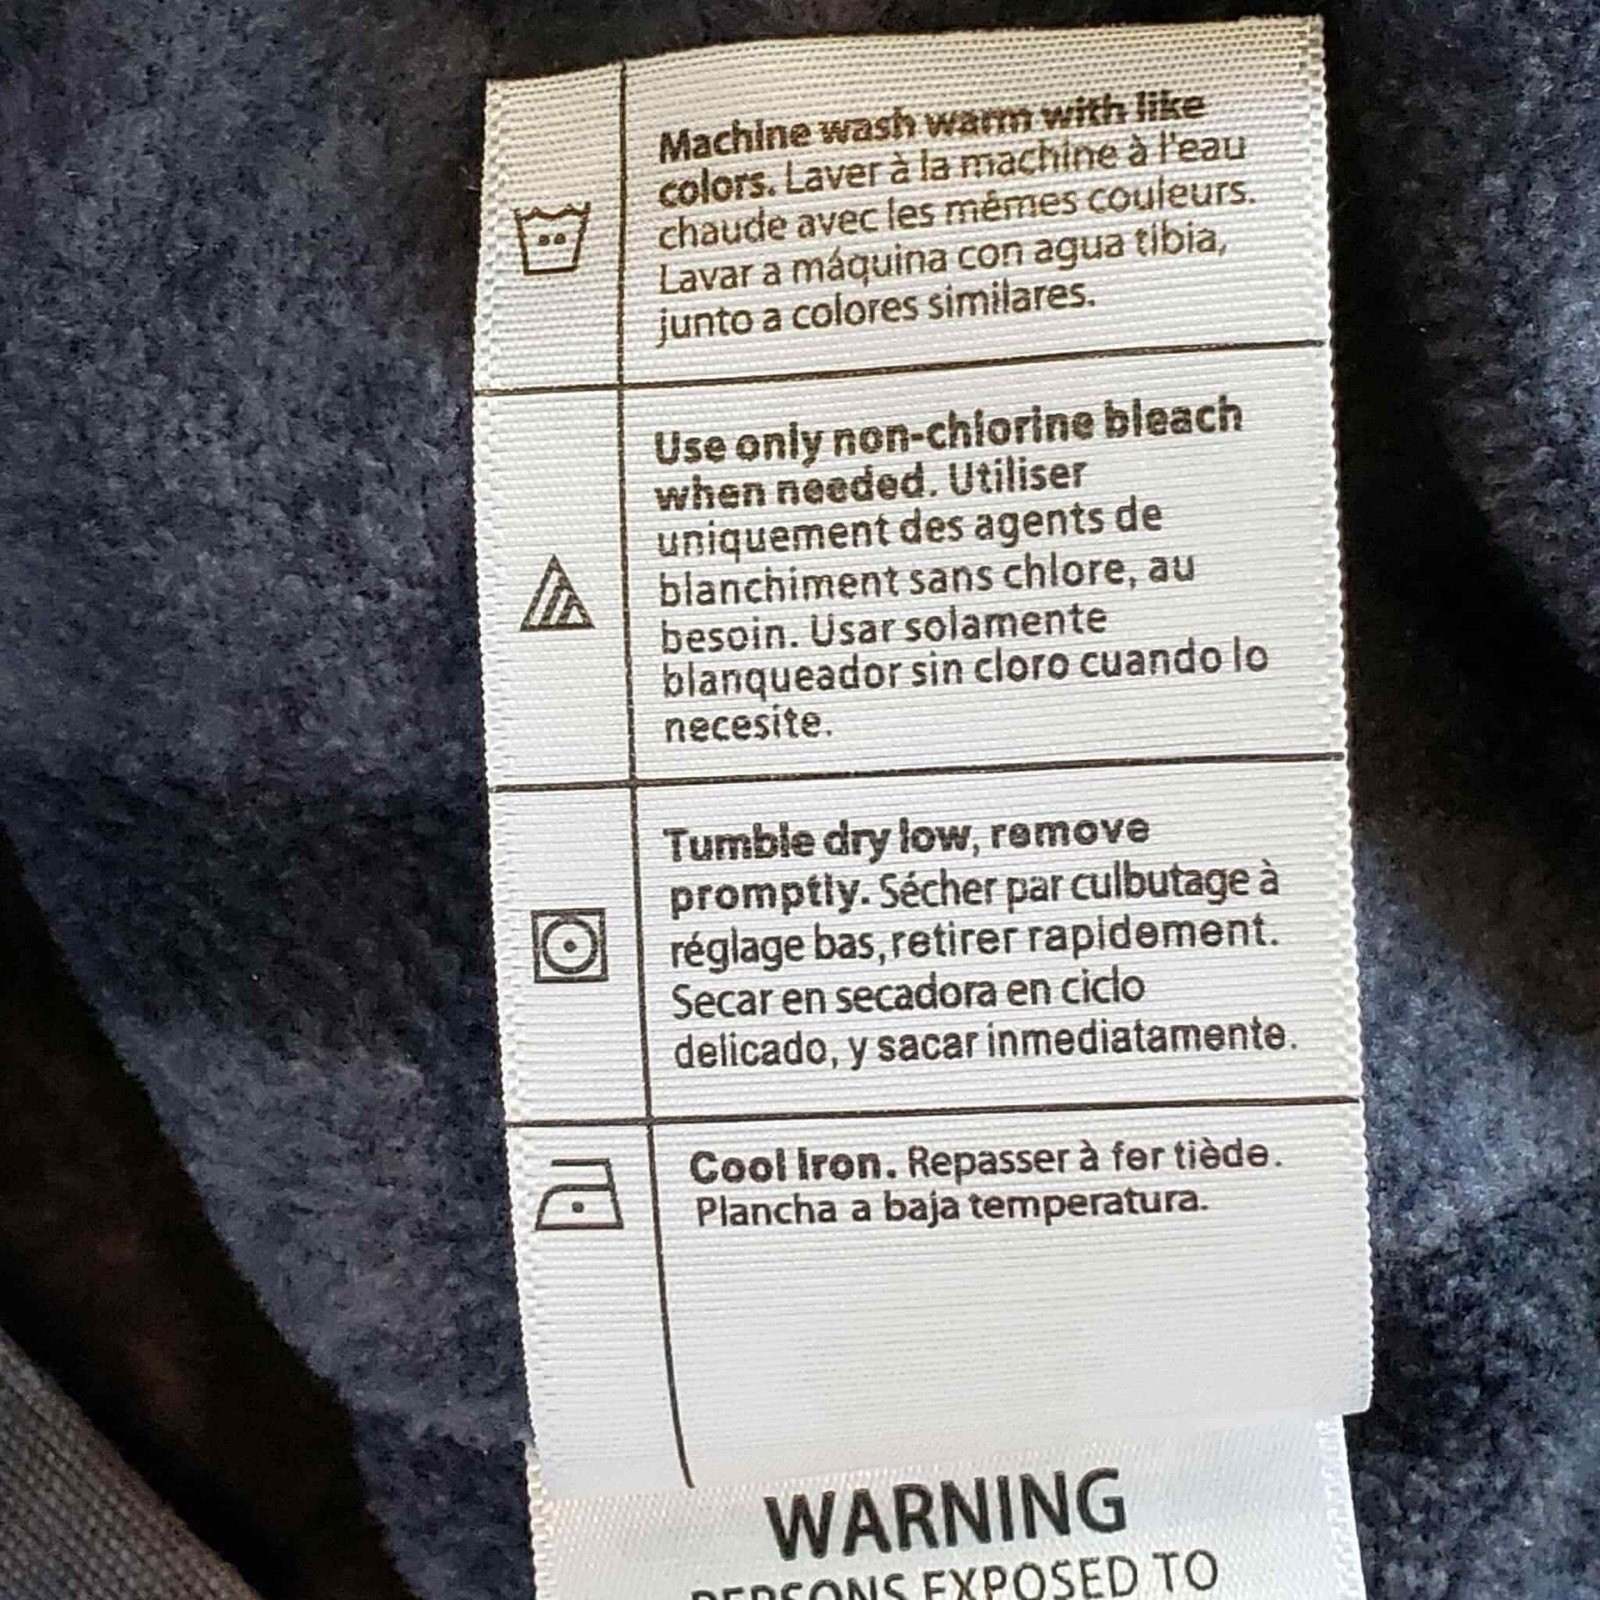 Machine wash warm with like
colors. Laver à la machine à l'eau
chaude avec les mêmes couleurs.
Lavar a máquina con agua tibia,
junto a colores similares.
Use only non-chlorine bleach
when needed. Utiliser
uniquement des agents de
blanchiment sans chlore, au
besoin. Usar solamente
blanqueador sin cloro cuando lo
necesite.
Tumble dry low, remove
promptly. Sécher par culbutage à
réglage bas, retirer rapidement.
Secar en secadora en ciclo
delicado, y sacar inmediatamente.
Cool Iron. Repasser à fer tiède.
Plancha a baja temperatura.
WARNING
PERSONS EXPOSED TO